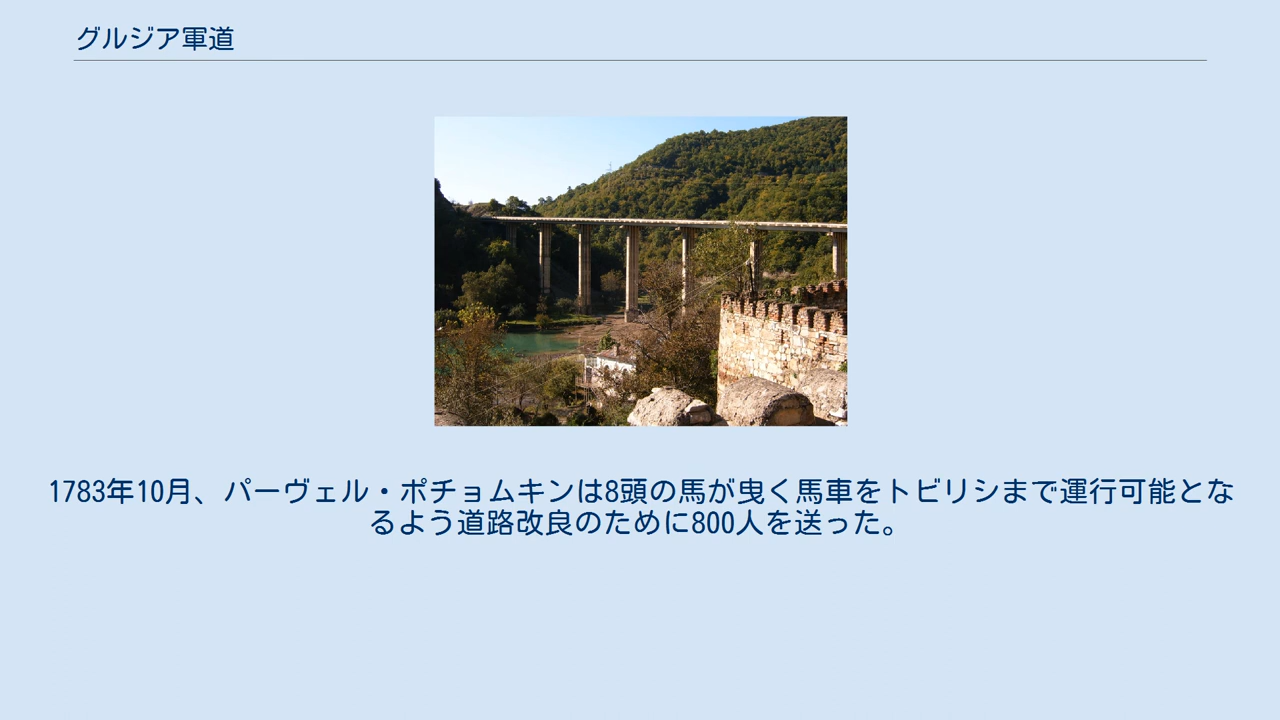 グルジア軍道
1783年10月、パーヴェル・ポチョムキンは8頭の馬が曳く馬車をトビリシまで運行可能とな
るよう道路改良のために800人を送った。